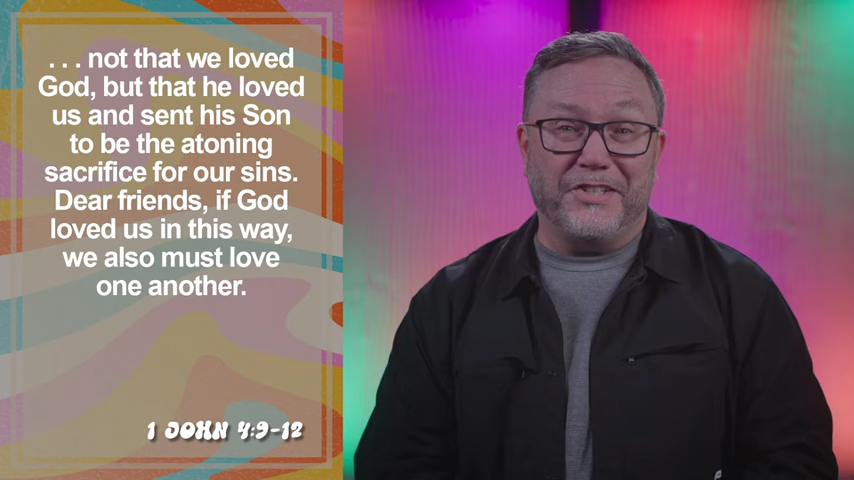 . . . not that we loved
God, but that he loved
us and sent his Son
to be the atoning
sacrifice for our sins.
Dear friends, if God
loved us in this way,
we also must love
one another.
1 JOHN 4:9-12